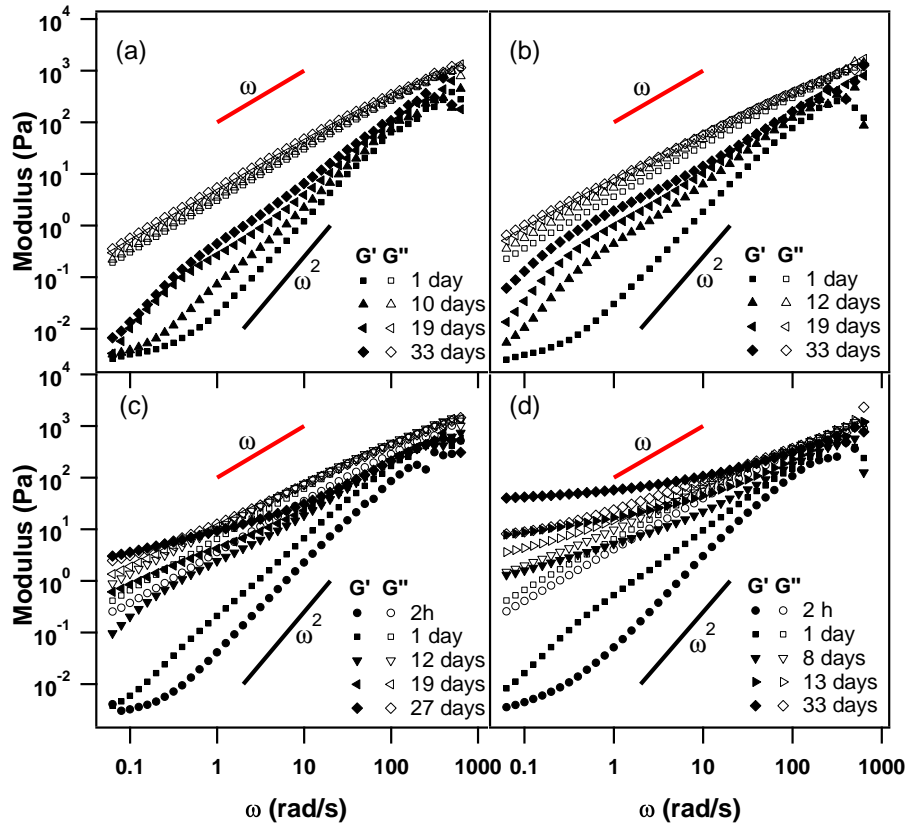 (a)
(b)
10^4
10^3
10^2
10^1
10^0
10^-1
10^-2
Modulus (Pa)
ω
ω
ω^2
ω^2
G' G''
1 day
10 days
19 days
33 days
G' G''
1 day
12 days
19 days
33 days
(c)
(d)
10^4
10^3
10^2
10^1
10^0
10^-1
10^-2
Modulus (Pa)
ω
ω
ω^2
ω^2
G' G''
2h
1 day
12 days
19 days
27 days
G' G''
2 h
1 day
8 days
13 days
33 days
0.1 1 10 100 1000
0.1 1 10 100 1000
ω (rad/s)
ω (rad/s)